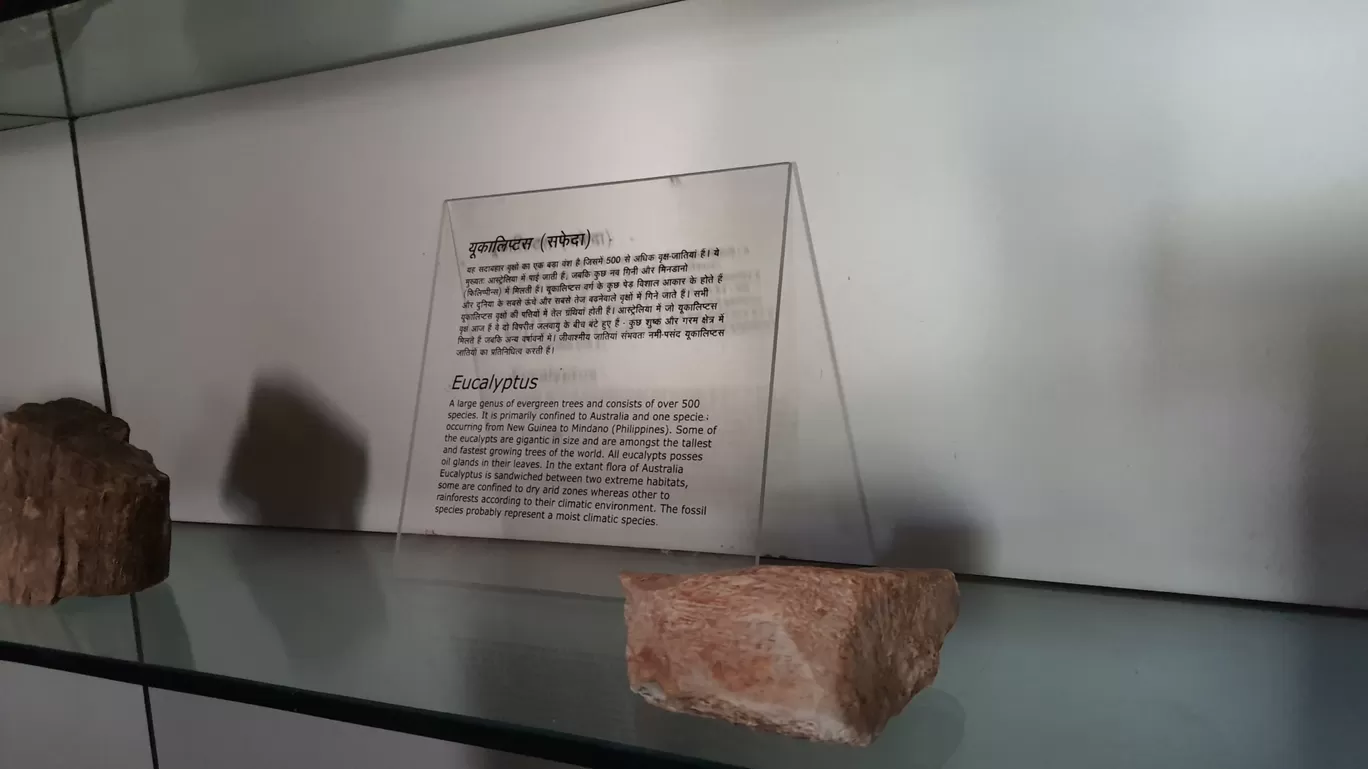 यूकालिप्टस (सफेदा)
यह सदाबहार वृक्षों का एक बड़ा वंश है जिसमें 500 से अधिक वृक्ष-जातियां हैं। ये
मुख्यतः आस्ट्रेलिया में पाई जाती हैं, जबकि कुछ नव गिनी और मिनडानो
(फिलिपीन्स) में मिलती हैं। यूकालिप्टस वर्ग के कुछ पेड़ विशाल आकार के होते हैं
और दुनिया के सबसे ऊंचे और सबसे तेज बढनेवाले वृक्षों में गिने जाते हैं। सभी
यूकालिप्टस वृक्षों की पत्तियों में तेल ग्रंथियां होती हैं। आस्ट्रेलिया में जो यूकालिप्टस
वृक्ष आज हैं वे दो विपरीत जलवायु के बीच बटे हुए हैं - कुछ शुष्क और गरम क्षेत्र में
मिलते हैं जबकि अन्य वर्षावनों में। जीवाश्मीय जातियां संभवतः नमी-पसंद यूकालिप्टस
जातियों का प्रतिनिधित्व करती हैं।
Eucalyptus
A large genus of evergreen trees and consists of over 500
species. It is primarily confined to Australia and one specie
occurring from New Guinea to Mindano (Philippines). Some of
the eucalypts are gigantic in size and are amongst the tallest
and fastest growing trees of the world. All eucalypts posses
oil glands in their leaves. In the extant flora of Australia
Eucalyptus is sandwiched between two extreme habitats,
some are confined to dry arid zones whereas other to
rainforests according to their climatic environment. The fossil
species probably represent a moist climatic species.